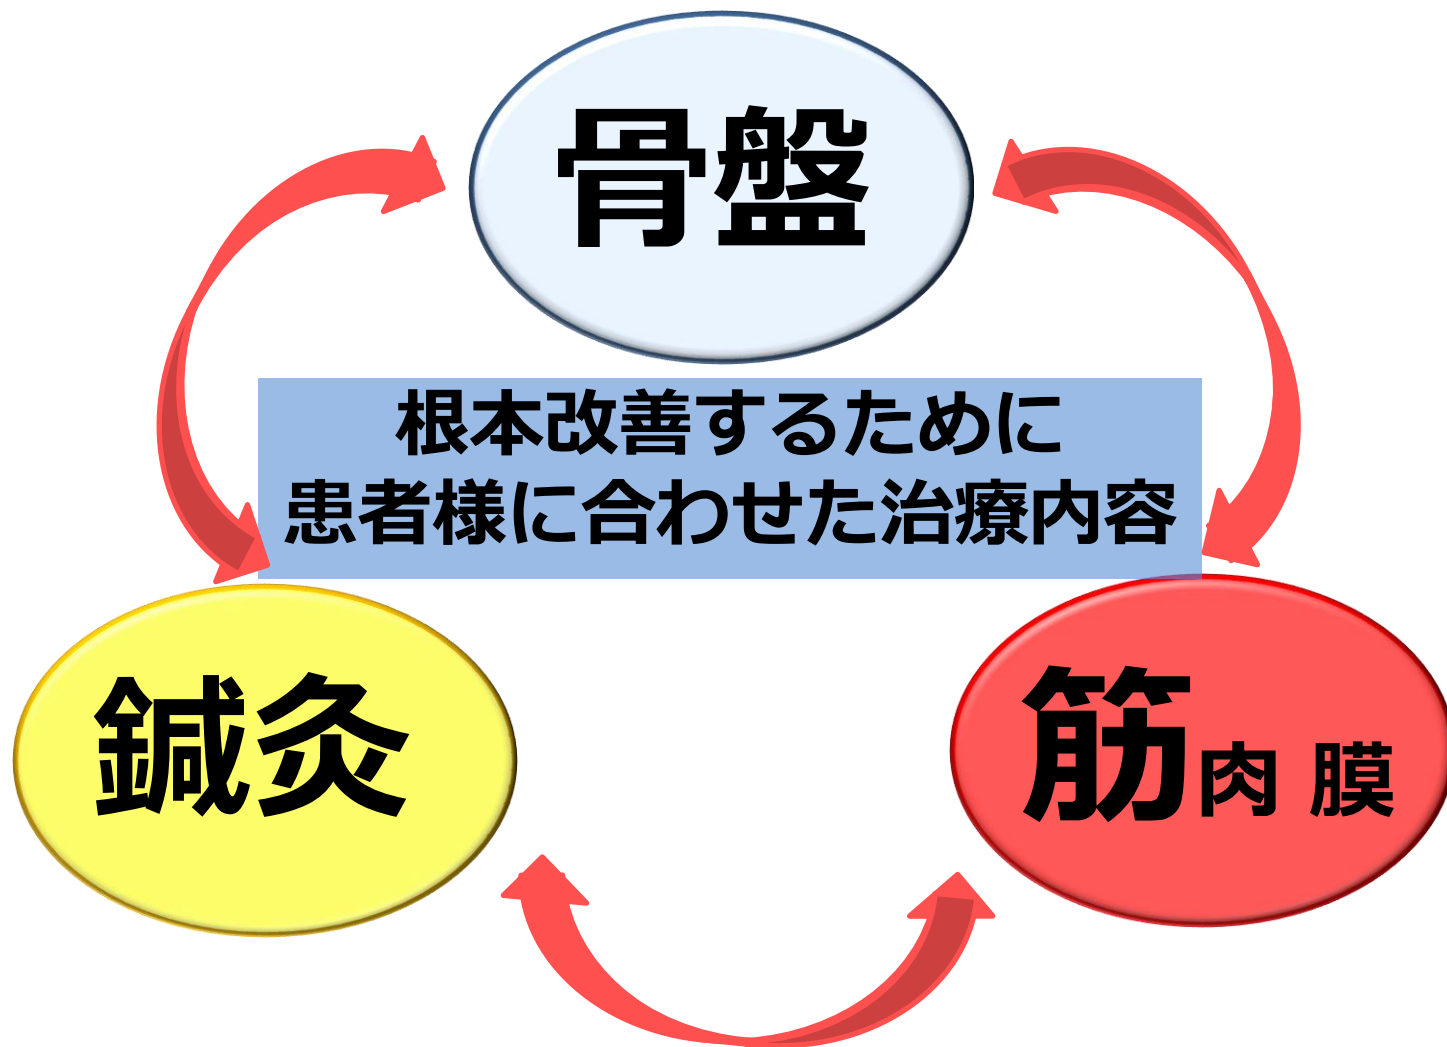 骨盤
根本改善するために
患者様に合わせた治療内容
鍼灸
筋肉 膜